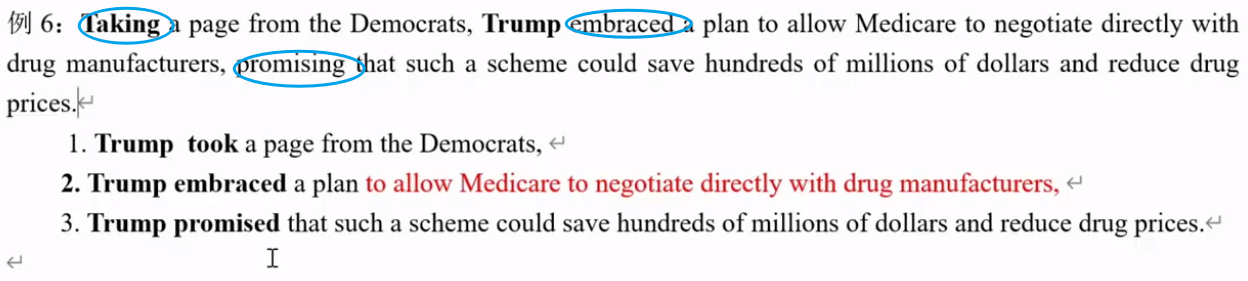 例 6：Taking a page from the Democrats, Trump embraced a plan to allow Medicare to negotiate directly with
drug manufacturers, promising that such a scheme could save hundreds of millions of dollars and reduce drug
prices.↵
1. Trump took a page from the Democrats, ↵
2. Trump embraced a plan to allow Medicare to negotiate directly with drug manufacturers, ↵
3. Trump promised that such a scheme could save hundreds of millions of dollars and reduce drug prices.↵
↵